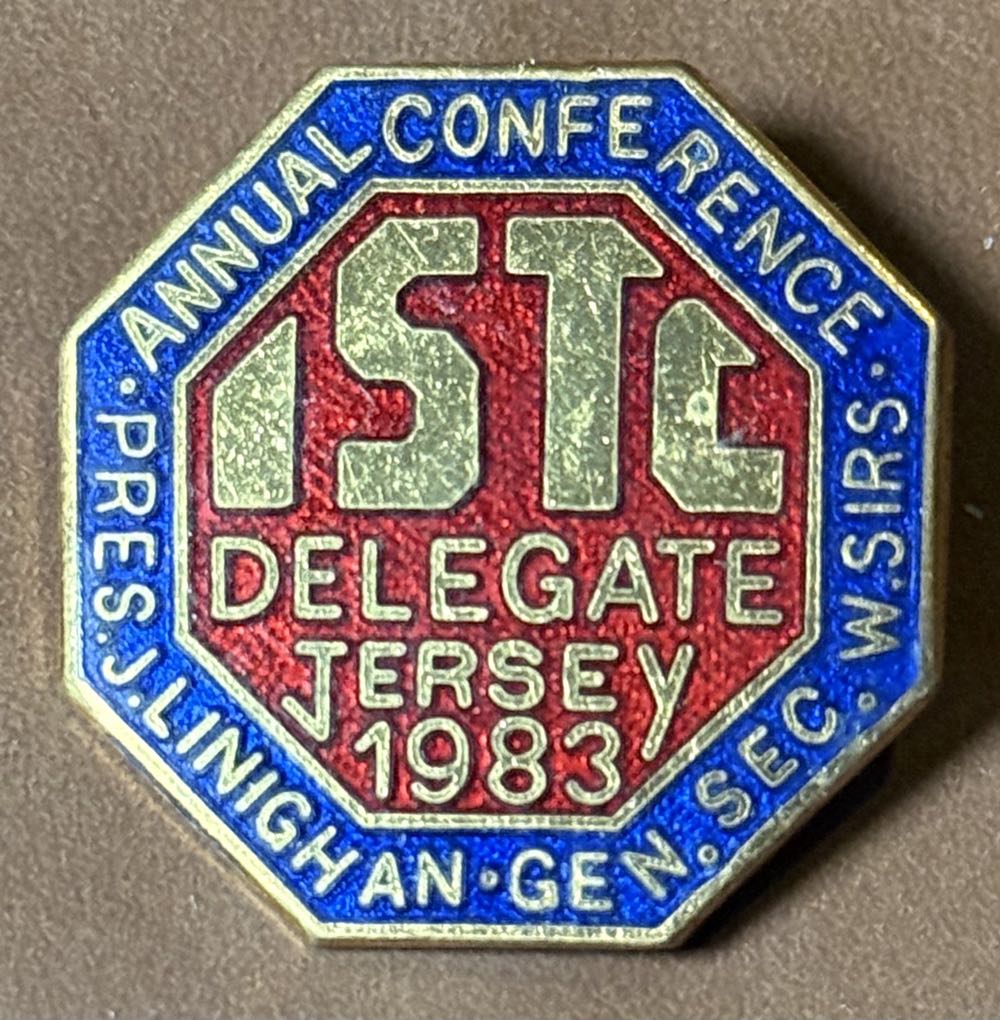 · ANNUAL CONFERENCE ·
PRES. J. LINIGHAN · GEN. SEC. W. SIRS
ISTC
DELEGATE
JERSEY
1983